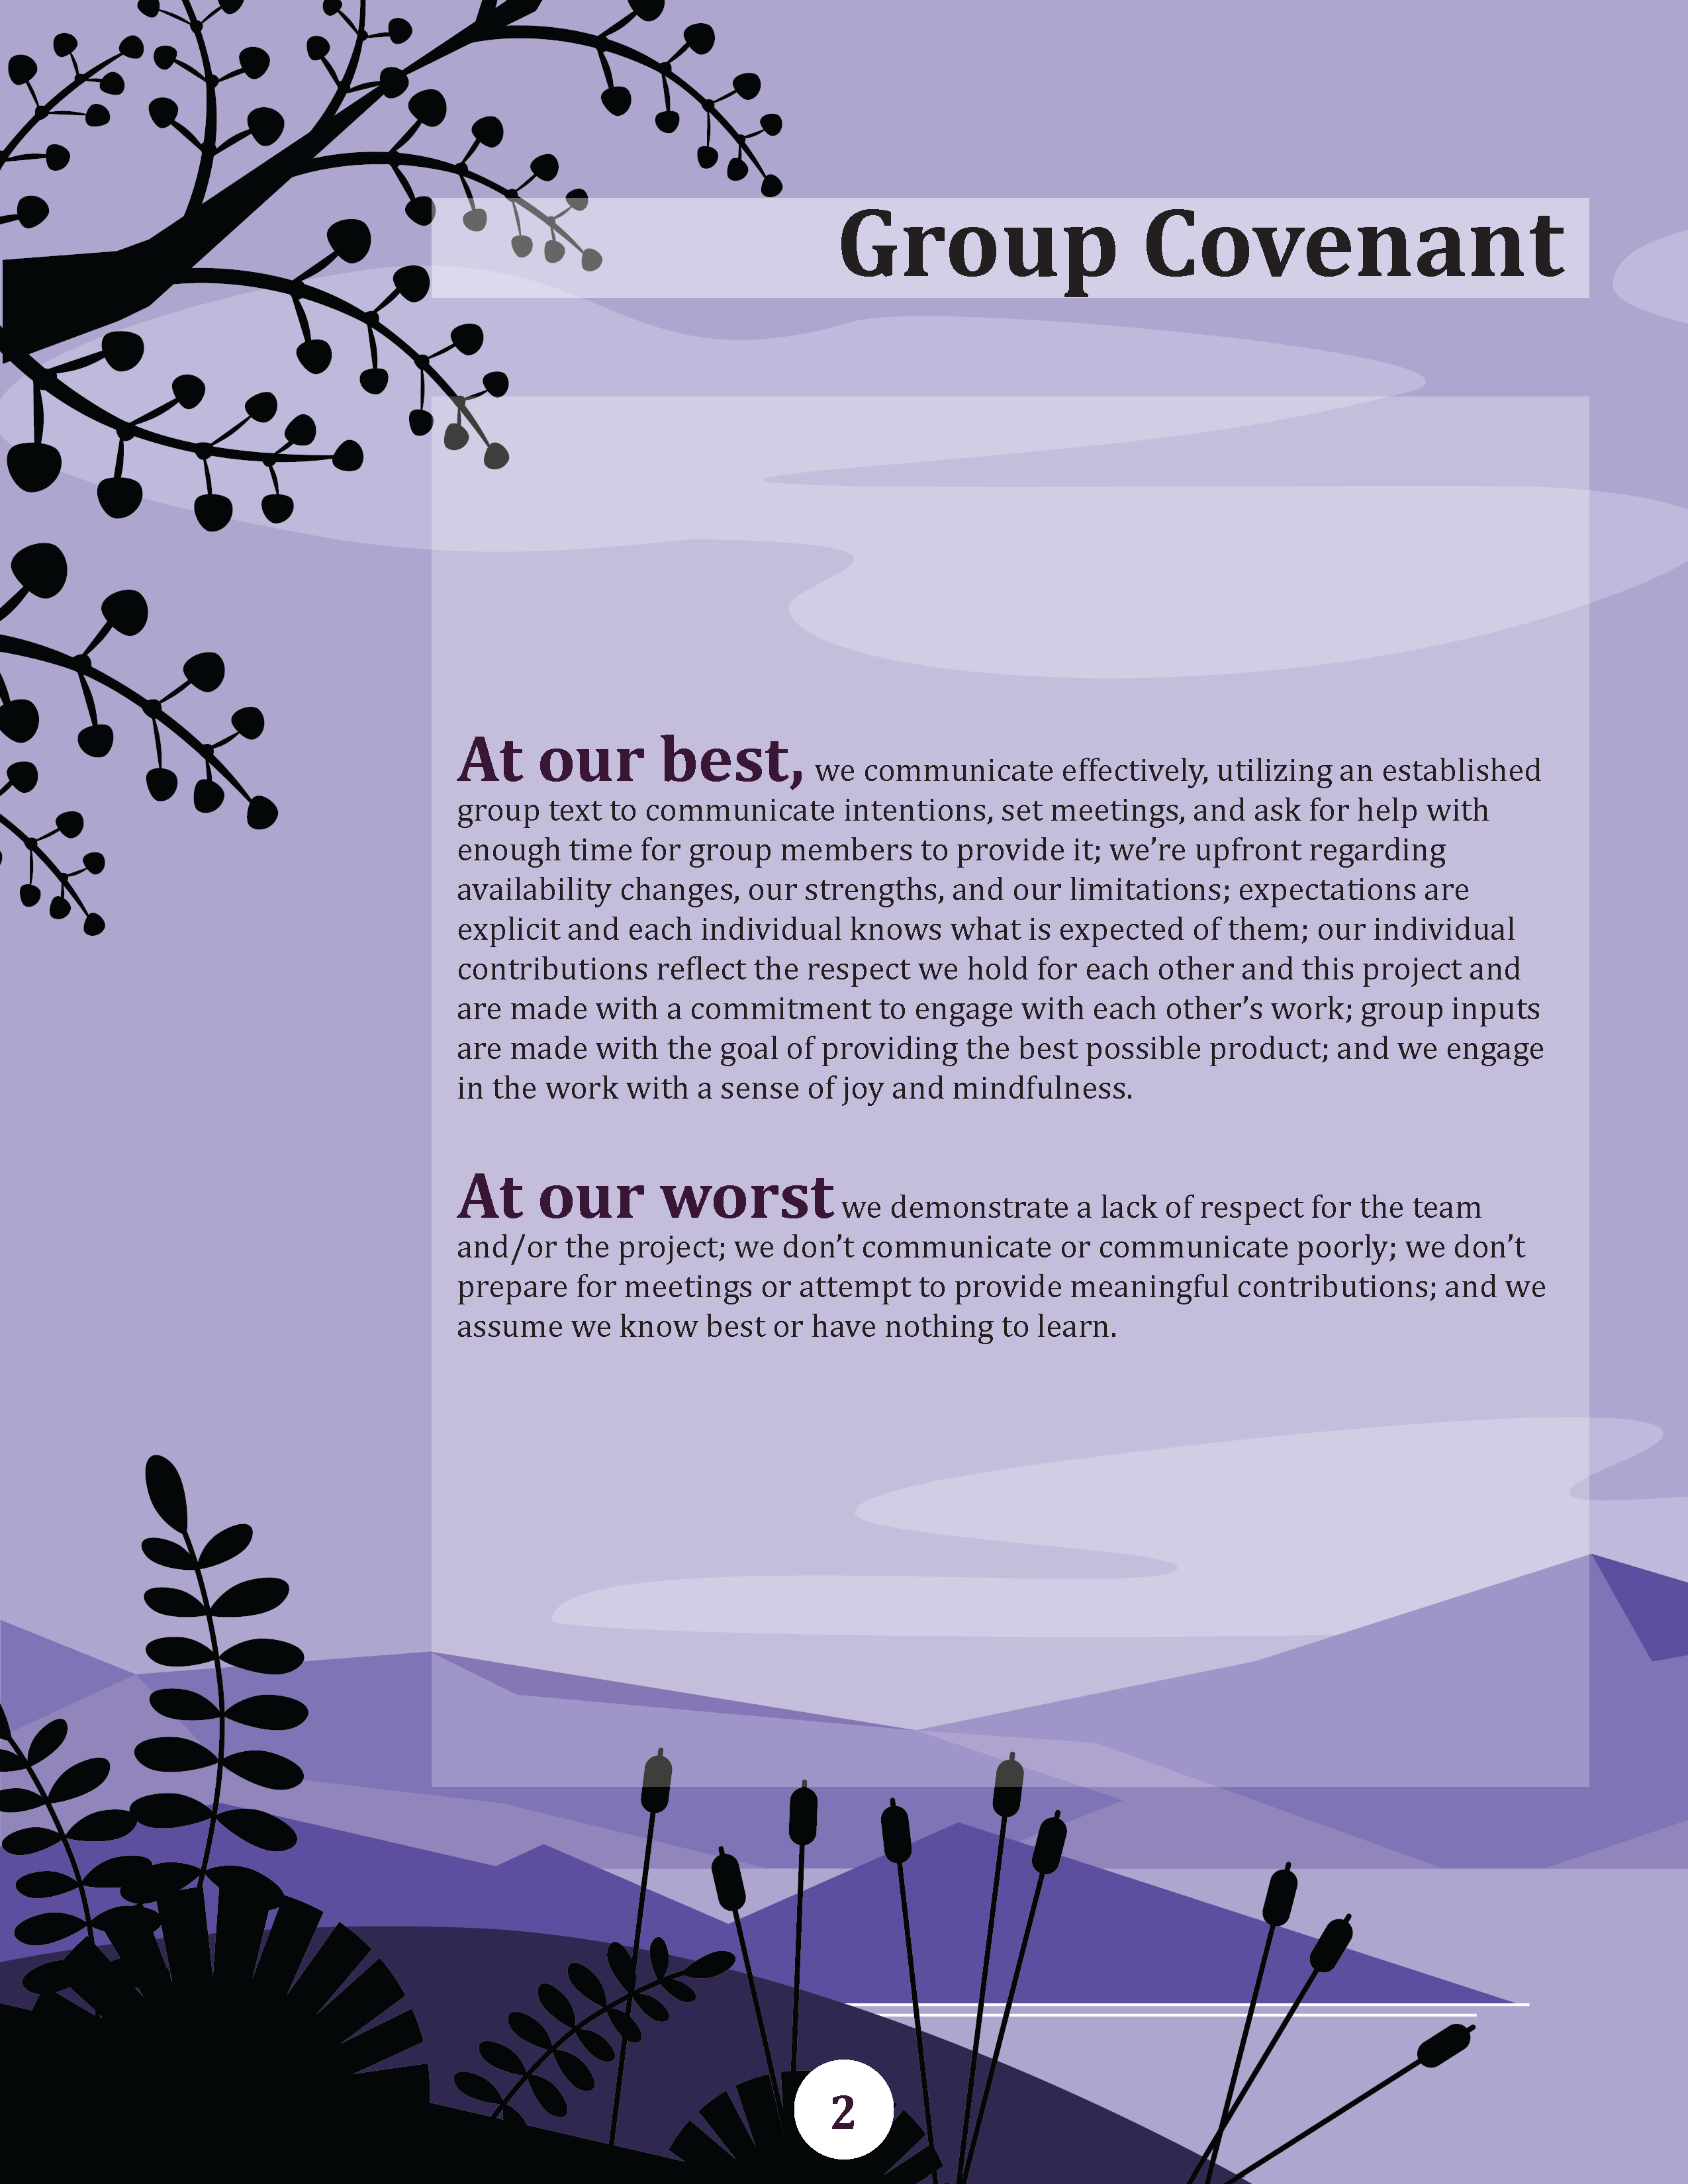 Group Covenant
At our best, we communicate effectively, utilizing an established
group text to communicate intentions, set meetings, and ask for help with
enough time for group members to provide it; we’re upfront regarding
availability changes, our strengths, and our limitations; expectations are
explicit and each individual knows what is expected of them; our individual
contributions reflect the respect we hold for each other and this project and
are made with a commitment to engage with each other’s work; group inputs
are made with the goal of providing the best possible product; and we engage
in the work with a sense of joy and mindfulness.
At our worst we demonstrate a lack of respect for the team
and/or the project; we don’t communicate or communicate poorly; we don’t
prepare for meetings or attempt to provide meaningful contributions; and we
assume we know best or have nothing to learn.
2